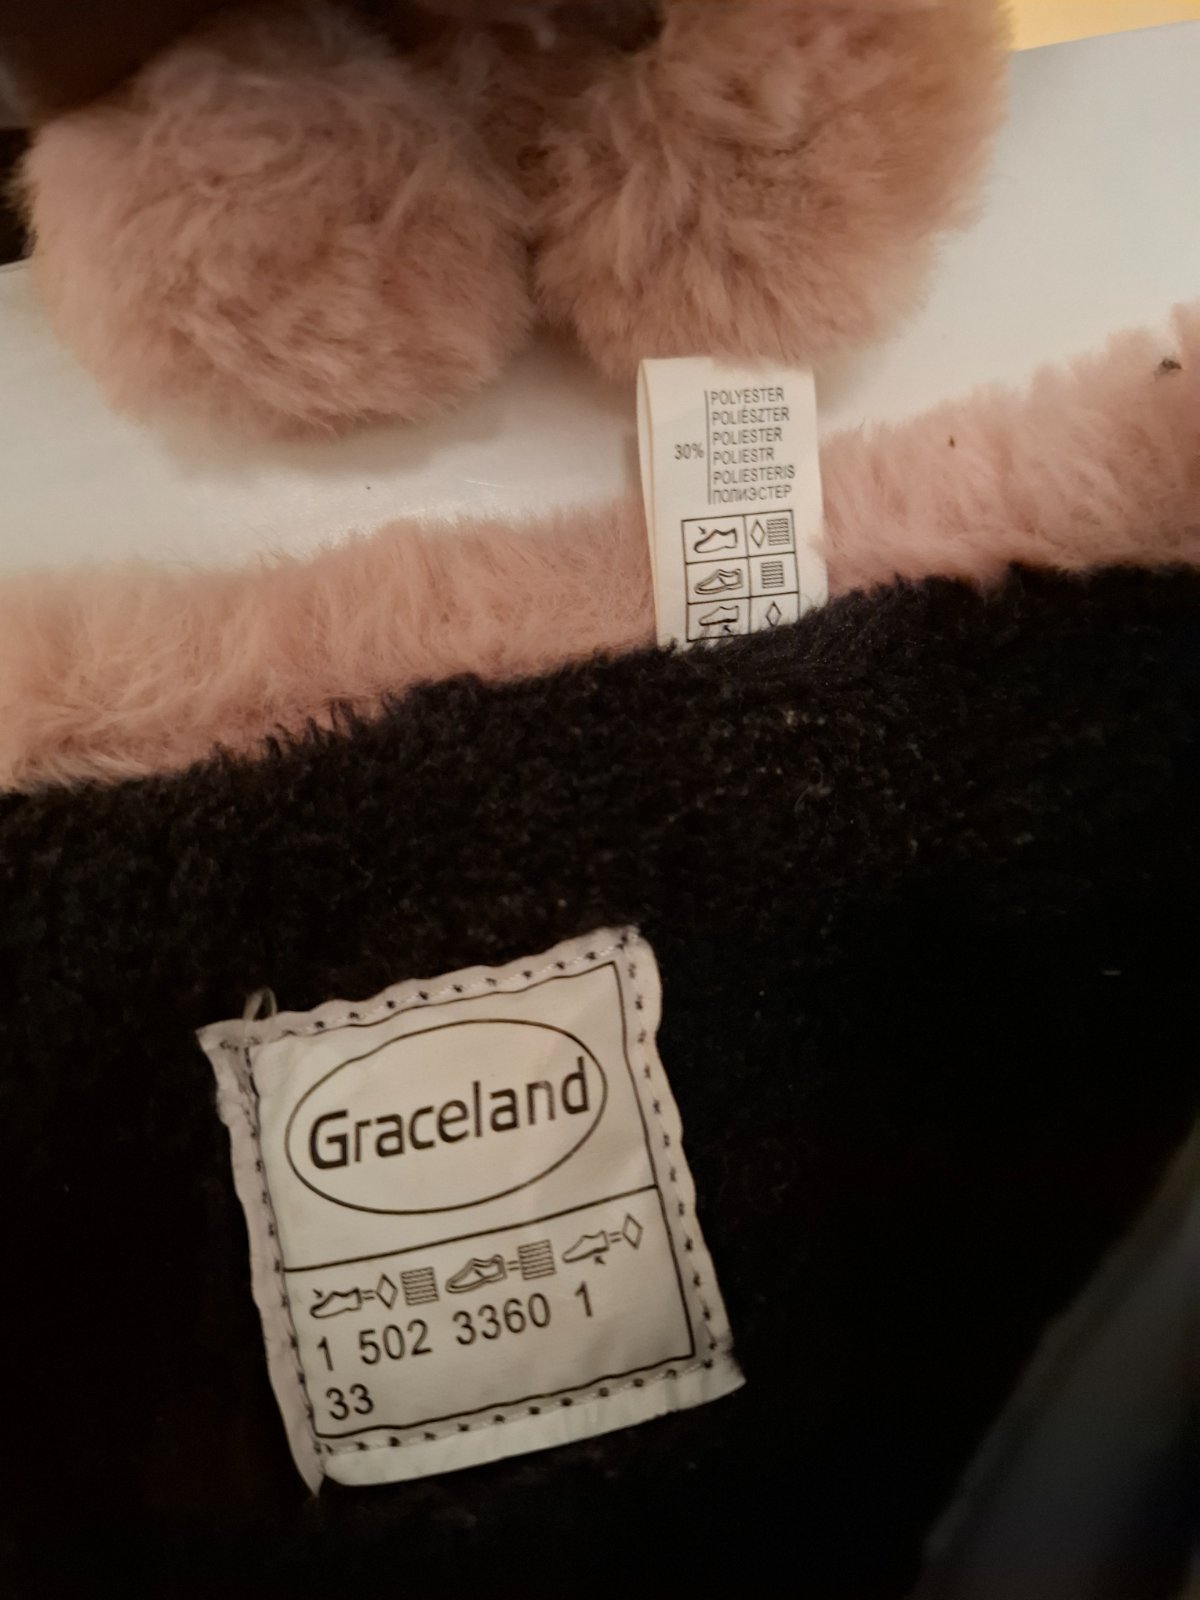 30%
POLYESTER
POLIÉSZTER
POLIESTER
POLIESTR
POLIESTERIS
ПОЛИЭСТЕР
Graceland
1 502 3360 1
33